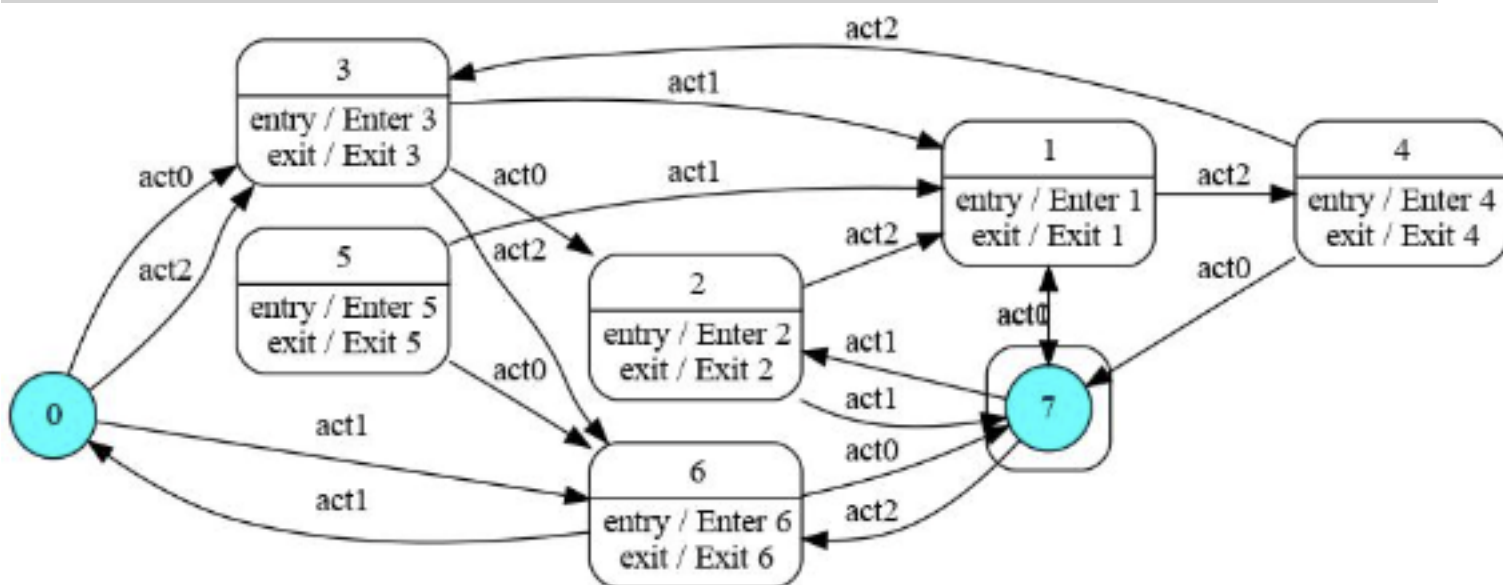 act2
3
entry / Enter 3
exit / Exit 3
act1
1
entry / Enter 1
exit / Exit 1
4
entry / Enter 4
exit / Exit 4
act0
act0
act1
act2
act2
5
entry / Enter 5
exit / Exit 5
act2
act2
act0
2
entry / Enter 2
exit / Exit 2
act0
act1
0
7
act1
act1
act0
6
entry / Enter 6
exit / Exit 6
act1
act2